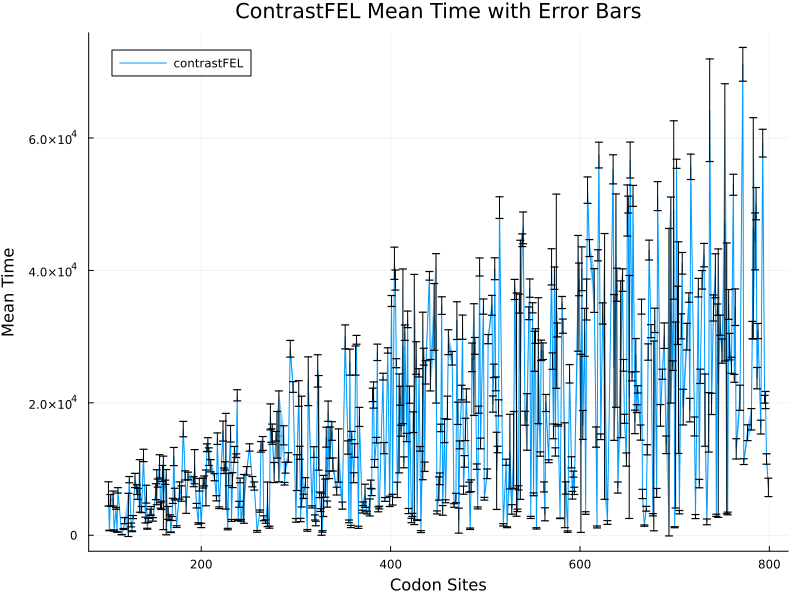 ContrastFEL Mean Time with Error Bars
contrastFEL
6.0×10⁴
4.0×10⁴
2.0×10⁴
0
200 400 600 800
Mean Time
Codon Sites